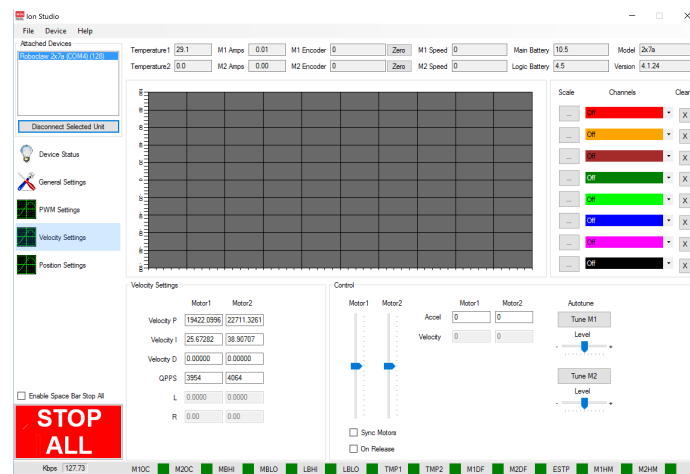 Ion Studio
File Device Help
Attached Devices
Roboclaw 2x7a (COM4) (128)
Disconnect Selected Unit
Device Status
General Settings
PWM Settings
Velocity Settings
Position Settings
Enable Space Bar Stop All
STOP
ALL
Temperature1 29.1 M1 Amps 0.01 M1 Encoder 0 Zero M1 Speed 0 Main Battery 10.5 Model 2x7a
Temperature2 0.0 M2 Amps 0.00 M2 Encoder 0 Zero M2 Speed 0 Logic Battery 4.5 Version 4.1.24
Scale Channels Clear
... Off X
... Off X
... Off X
... Off X
... Off X
... Off X
... Off X
... Off X
Velocity Settings
Motor1 Motor2
Velocity P 19422.0996 22711.3261
Velocity I 25.67282 38.90707
Velocity D 0.00000 0.00000
QPPS 3954 4064
L 0.0000 0.0000
R 0.00 0.00
Control
Motor1 Motor2 Motor1 Motor2
Accel 0 0
Velocity 0 0
Sync Motors
On Release
Autotune
Tune M1
Level
- +
Tune M2
Level
- +
Kbps 127.73 M1OC M2OC MBHI MBLO LBHI LBLO TMP1 TMP2 M1DF M2DF ESTP M1HM M2HM